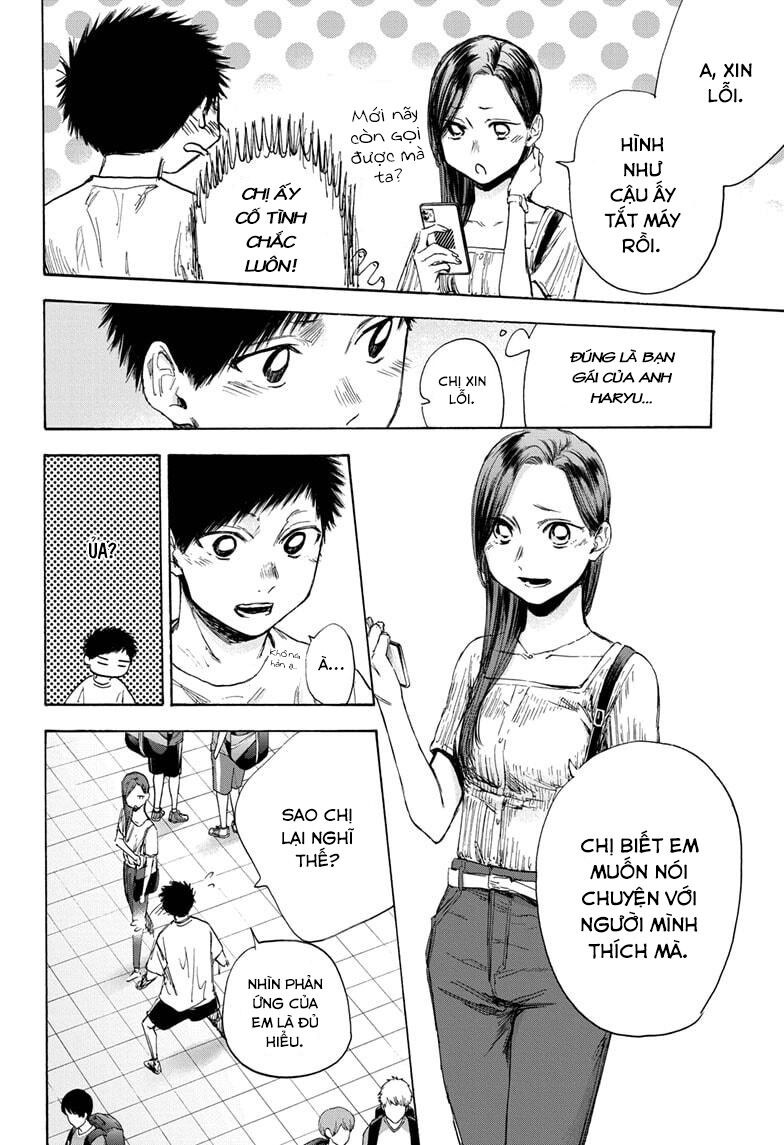 A, XIN
LỖI.
HÌNH
NHƯ
CẬU ẤY
TẮT MÁY
RỒI.
Mới nãy
còn gọi
được mà
ta?
CHỊ ẤY
CỐ TÌNH
CHẮC
LUÔN!
ĐÚNG LÀ BẠN
GÁI CỦA ANH
HARYU...
CHỊ XIN
LỖI.
CHỊ BIẾT EM
MUỐN NÓI
CHUYỆN VỚI
NGƯỜI MÌNH
THÍCH MÀ.
À...
Không
hẳn ạ...
ỦA?
SAO CHỊ
LẠI NGHĨ
THẾ?
NHÌN PHẢN
ỨNG CỦA
EM LÀ ĐỦ
HIỂU.